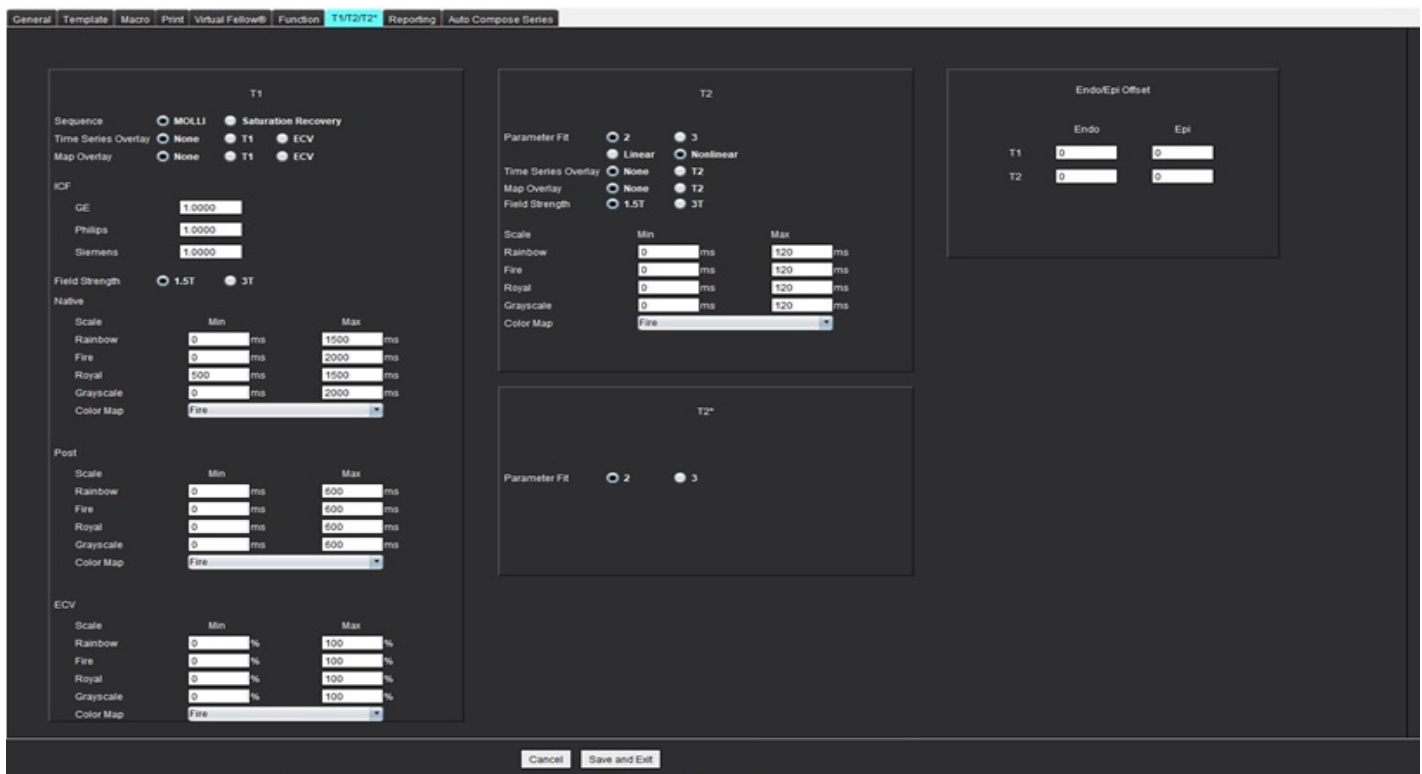 General Template Macro Print Virtual Fellow® Function T1/T2/T2* Reporting Auto Compose Series
T1
Sequence MOLLI Saturation Recovery
Time Series Overlay None T1 ECV
Map Overlay None T1 ECV
ICF
GE 1.0000
Philips 1.0000
Siemens 1.0000
Field Strength 1.5T 3T
Native
Scale Min Max
Rainbow 0 ms 1500 ms
Fire 0 ms 2000 ms
Royal 500 ms 1500 ms
Grayscale 0 ms 2000 ms
Color Map Fire
Post
Scale Min Max
Rainbow 0 ms 600 ms
Fire 0 ms 600 ms
Royal 0 ms 600 ms
Grayscale 0 ms 600 ms
Color Map Fire
ECV
Scale Min Max
Rainbow 0 % 100 %
Fire 0 % 100 %
Royal 0 % 100 %
Grayscale 0 % 100 %
Color Map Fire
T2
Parameter Fit 2 3
Linear Nonlinear
Time Series Overlay None T2
Map Overlay None T2
Field Strength 1.5T 3T
Scale Min Max
Rainbow 0 ms 120 ms
Fire 0 ms 120 ms
Royal 0 ms 120 ms
Grayscale 0 ms 120 ms
Color Map Fire
T2*
Parameter Fit 2 3
Endo/Epi Offset
Endo Epi
T1 0 0
T2 0 0
Cancel Save and Exit